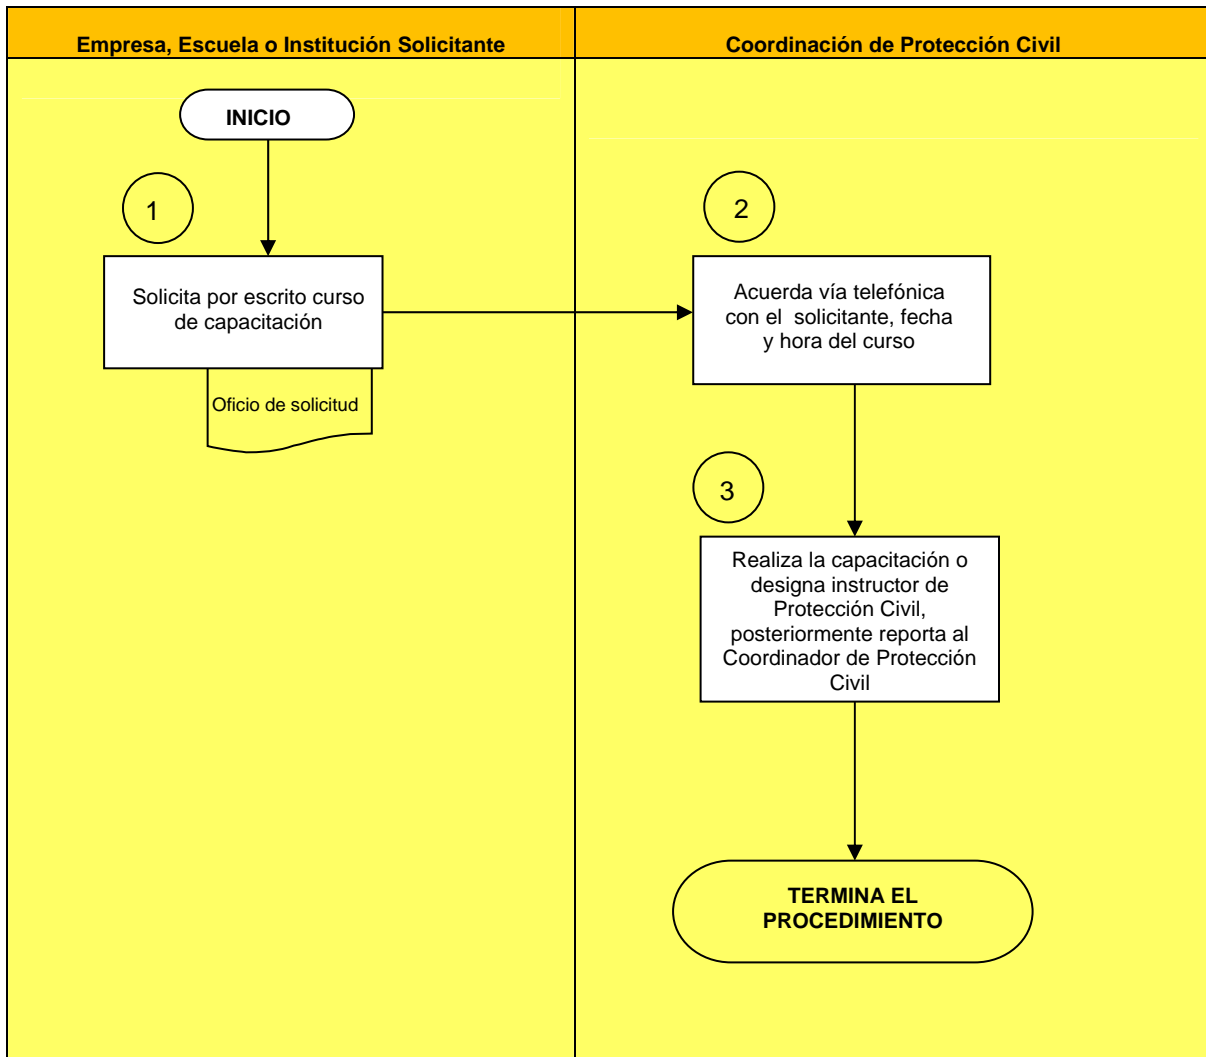 Empresa, Escuela o Institución Solicitante
Coordinación de Protección Civil
INICIO
1
Solicita por escrito curso
de capacitación
Oficio de solicitud
2
Acuerda vía telefónica
con el solicitante, fecha
y hora del curso
3
Realiza la capacitación o
designa instructor de
Protección Civil,
posteriormente reporta al
Coordinador de Protección
Civil
TERMINA EL
PROCEDIMIENTO